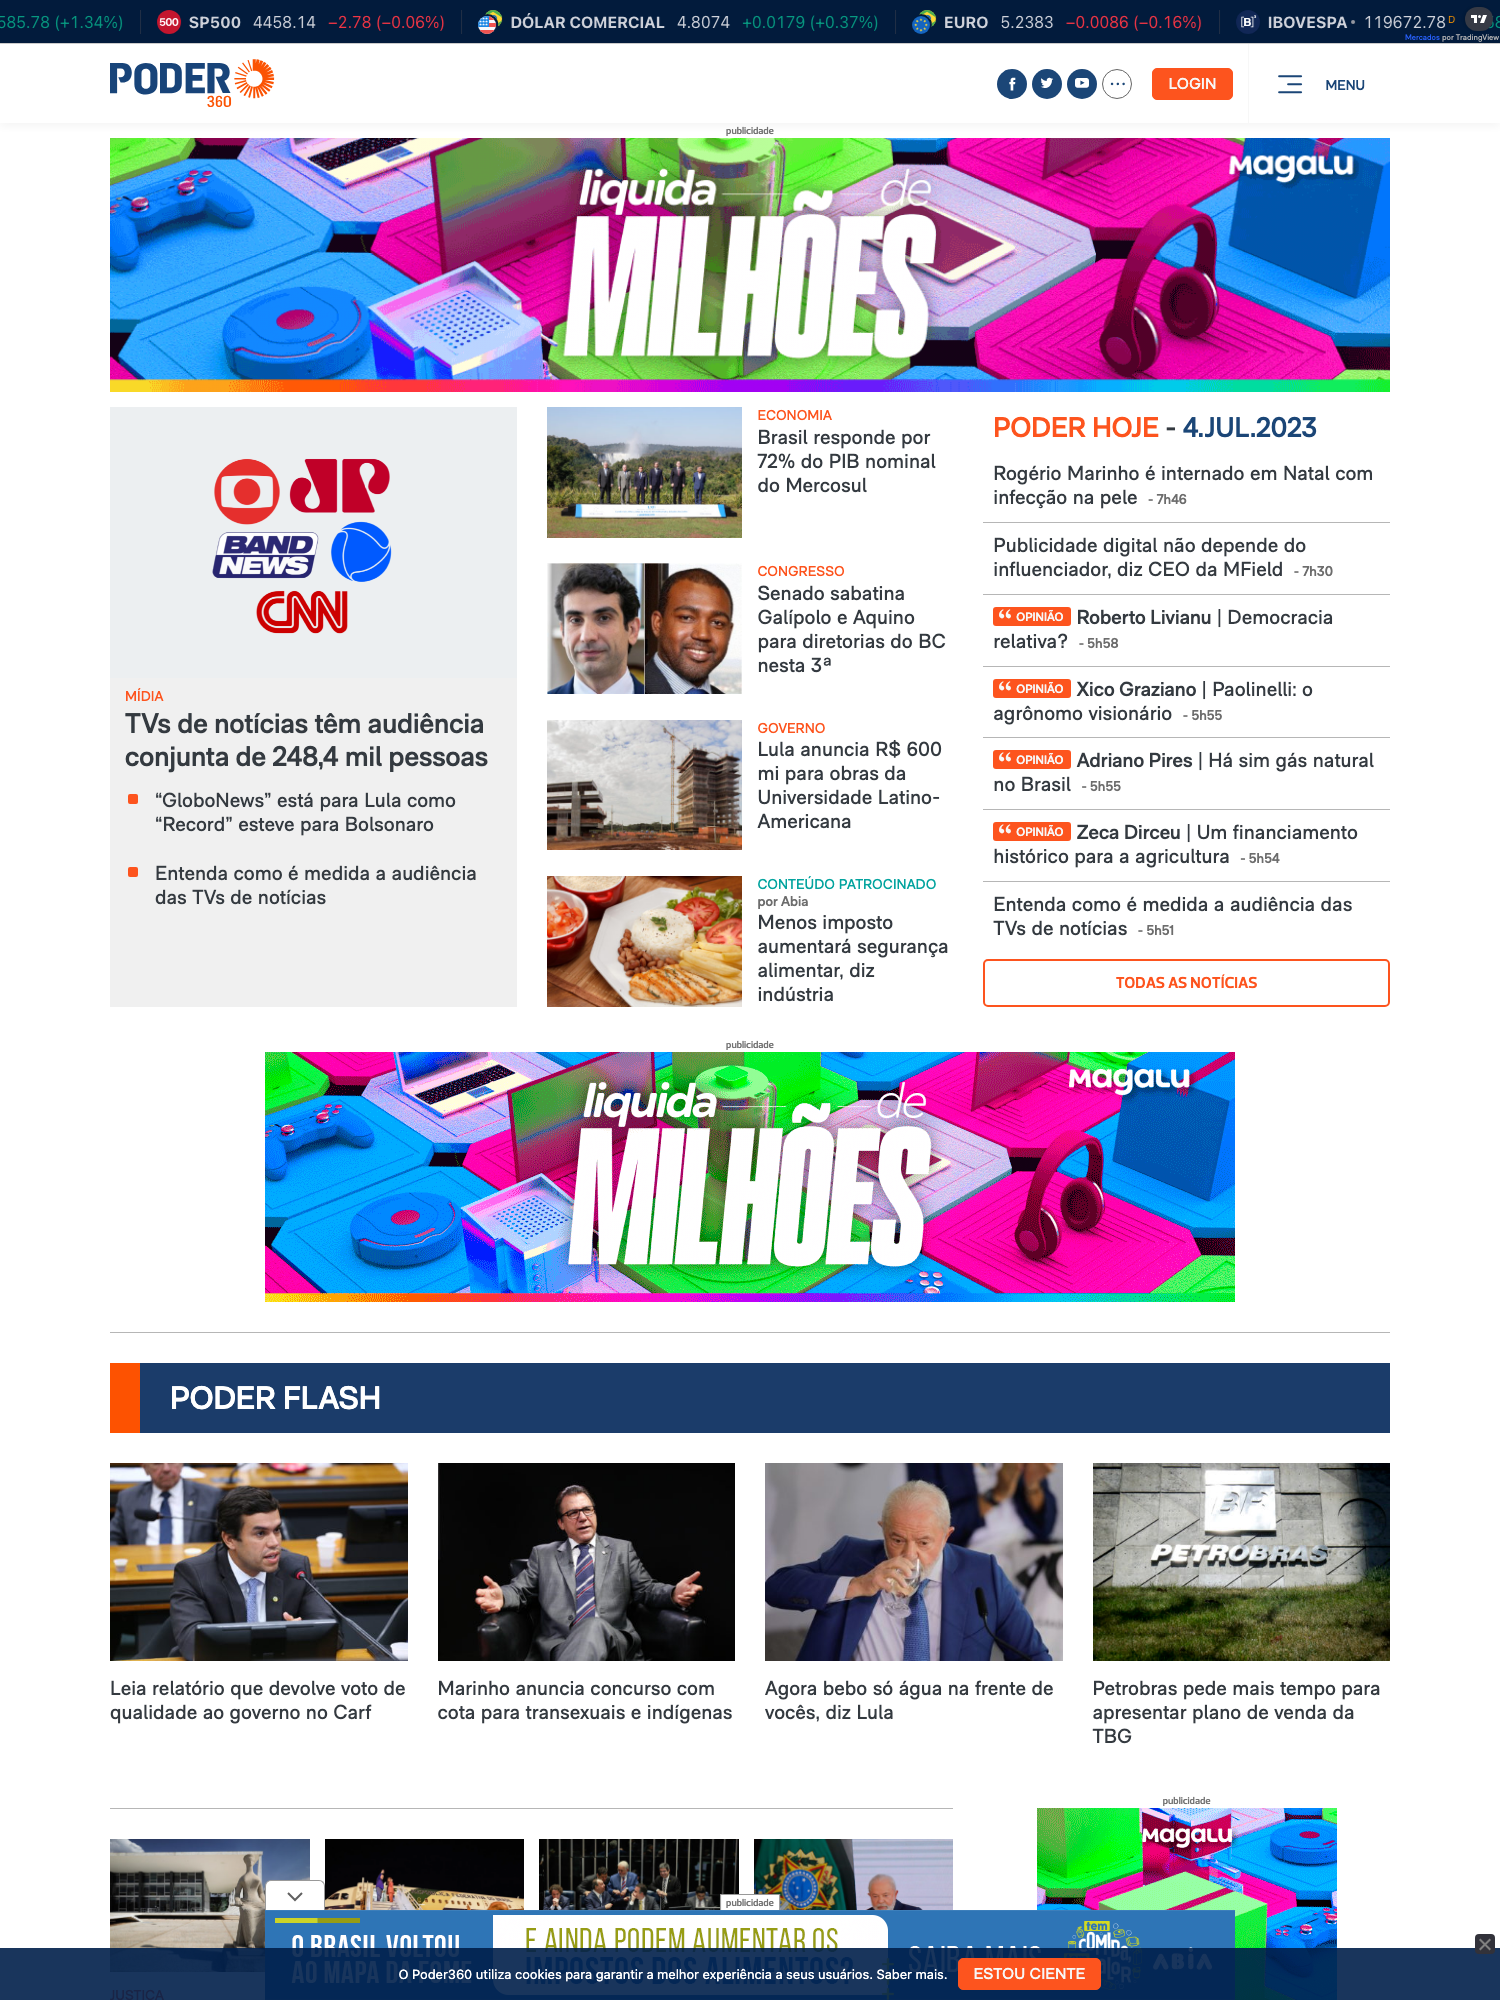 585.78 (+1.34%)
500 SP500 4458.14 −2.78 (−0.06%)
DÓLAR COMERCIAL 4.8074 +0.0179 (+0.37%)
EURO 5.2383 −0.0086 (−0.16%)
IBOVESPA 119672.78 D
Mercados por TradingView
PODER
360
LOGIN
MENU
publicidade
liquida de
MILHÕES
Magalu
BAND
NEWS
CNN
MÍDIA
TVs de notícias têm audiência
conjunta de 248,4 mil pessoas
“GloboNews” está para Lula como
“Record” esteve para Bolsonaro
Entenda como é medida a audiência
das TVs de notícias
ECONOMIA
Brasil responde por
72% do PIB nominal
do Mercosul
CONGRESSO
Senado sabatina
Galípolo e Aquino
para diretorias do BC
nesta 3ª
GOVERNO
Lula anuncia R$ 600
mi para obras da
Universidade Latino-
Americana
CONTEÚDO PATROCINADO
por Abia
Menos imposto
aumentará segurança
alimentar, diz
indústria
PODER HOJE - 4.JUL.2023
Rogério Marinho é internado em Natal com
infecção na pele - 7h46
Publicidade digital não depende do
influenciador, diz CEO da MField - 7h30
“ OPINIÃO Roberto Livianu | Democracia
relativa? - 5h58
“ OPINIÃO Xico Graziano | Paolinelli: o
agrônomo visionário - 5h55
“ OPINIÃO Adriano Pires | Há sim gás natural
no Brasil - 5h55
“ OPINIÃO Zeca Dirceu | Um financiamento
histórico para a agricultura - 5h54
Entenda como é medida a audiência das
TVs de notícias - 5h51
TODAS AS NOTÍCIAS
publicidade
liquida de
MILHÕES
Magalu
PODER FLASH
BR
PETROBRAS
Leia relatório que devolve voto de
qualidade ao governo no Carf
Marinho anuncia concurso com
cota para transexuais e indígenas
Agora bebo só água na frente de
vocês, diz Lula
Petrobras pede mais tempo para
apresentar plano de venda da
TBG
publicidade
Magalu
publicidade
O BRASIL VOLTOU
AO MAPA DA
E AINDA PODEM AUMENTAR OS
SAIBA MAIS
tem
ABIA
O Poder360 utiliza cookies para garantir a melhor experiência a seus usuários. Saber mais.
ESTOU CIENTE
JUSTIÇA